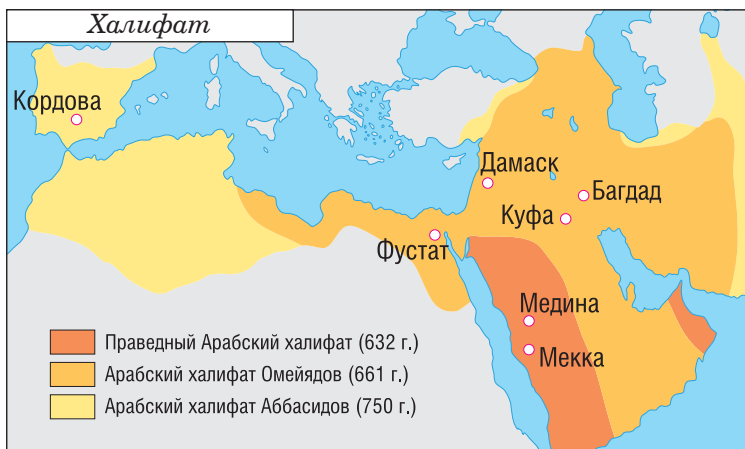 Халифат
Кордова
Дамаск
Багдад
Куфа
Фустат
Медина
Мекка
Праведный Арабский халифат (632 г.)
Арабский халифат Омейядов (661 г.)
Арабский халифат Аббасидов (750 г.)